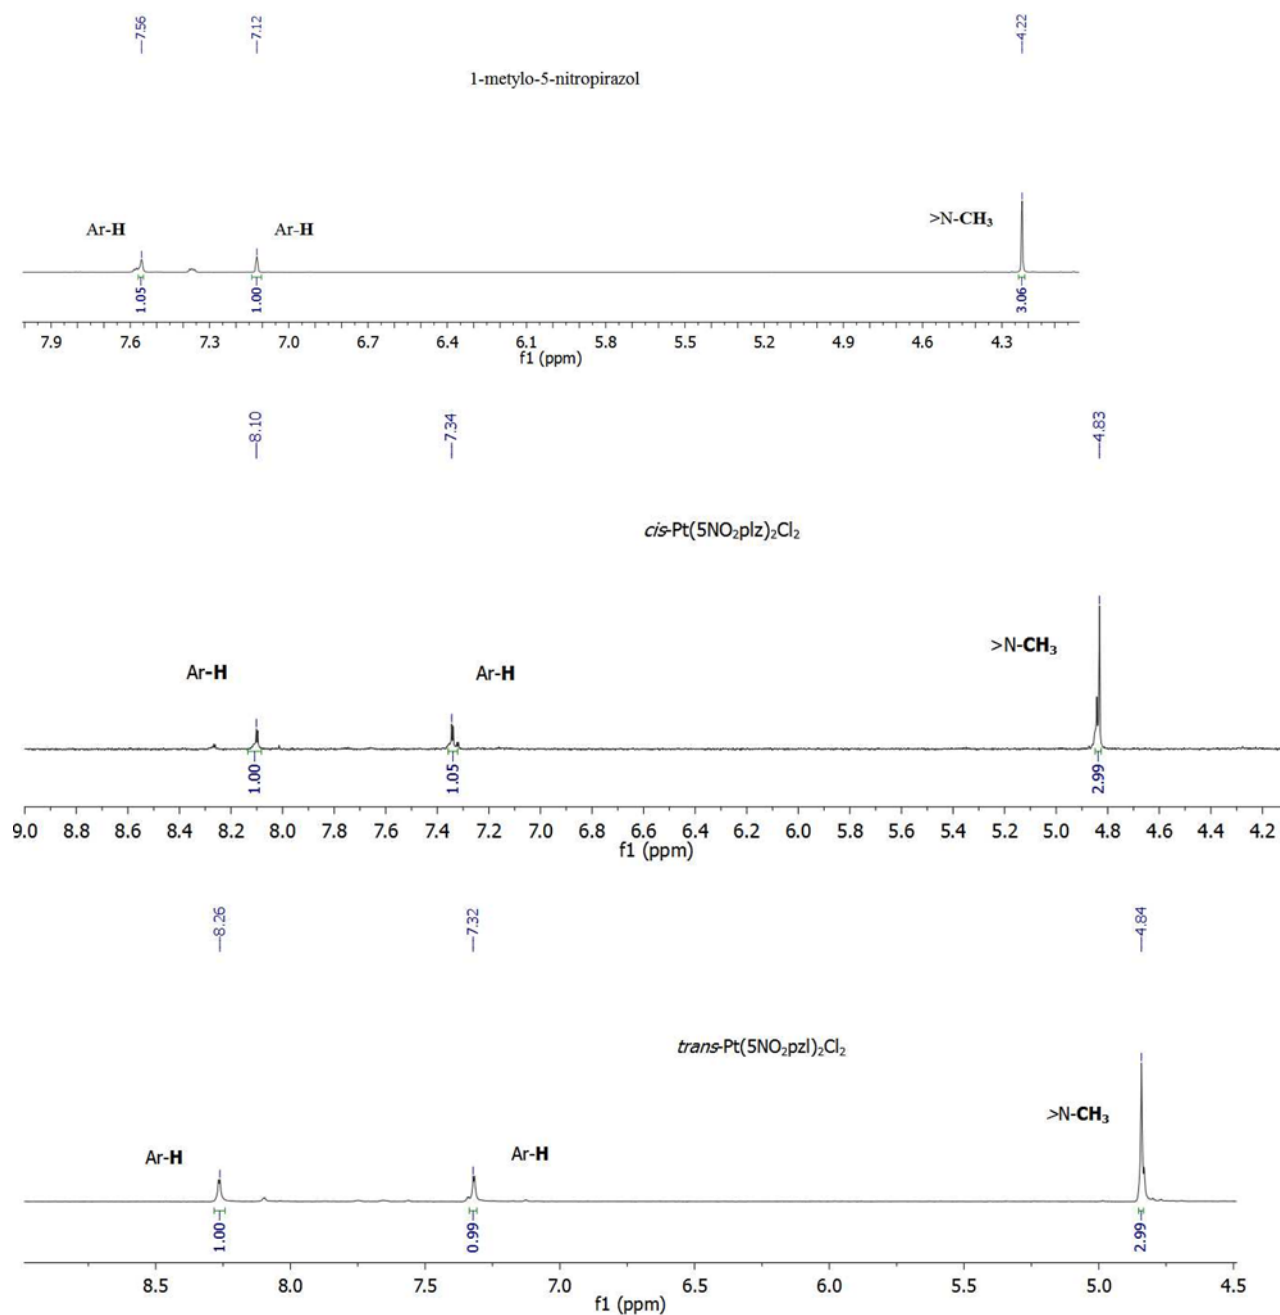 7.56 7.12 4.22
1-metylo-5-nitropirazol
Ar-H Ar-H >N-CH₃
1.05 1.00 3.06
7.9 7.6 7.3 7.0 6.7 6.4 6.1 5.8 5.5 5.2 4.9 4.6 4.3
f1 (ppm)
8.10 7.34 4.83
cis-Pt(5NO₂plz)₂Cl₂
Ar-H Ar-H >N-CH₃
1.00 1.05 2.99
9.0 8.8 8.6 8.4 8.2 8.0 7.8 7.6 7.4 7.2 7.0 6.8 6.6 6.4 6.2 6.0 5.8 5.6 5.4 5.2 5.0 4.8 4.6 4.4 4.2
f1 (ppm)
8.26 7.32 4.84
trans-Pt(5NO₂pzl)₂Cl₂
Ar-H Ar-H >N-CH₃
1.00 0.99 2.99
8.5 8.0 7.5 7.0 6.5 6.0 5.5 5.0 4.5
f1 (ppm)